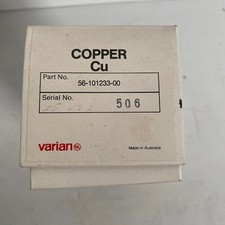 COPPER
Cu
Part No.
56-101233-00
Serial No.
506
varian
Made in Australia